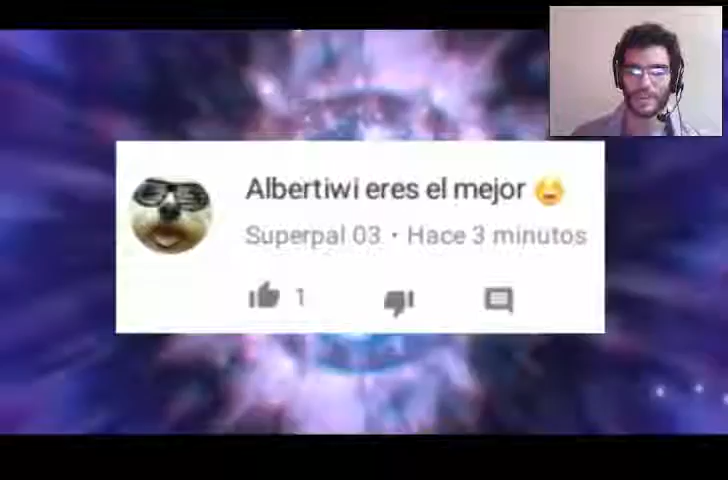 Albertiwi eres el mejor 😄
Superpal 03 • Hace 3 minutos
1